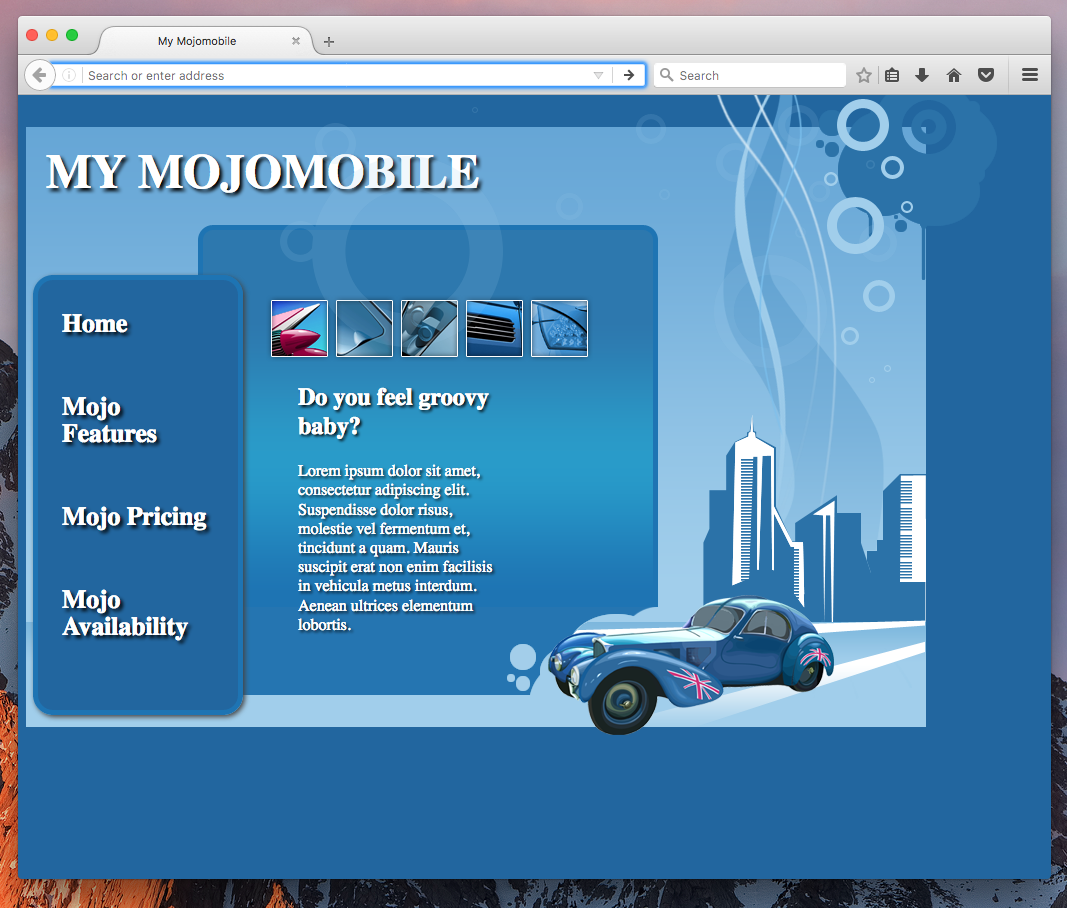 My Mojomobile
Search or enter address
Search
MY MOJOMOBILE
Home
Mojo
Features
Mojo Pricing
Mojo
Availability
Do you feel groovy
baby?
Lorem ipsum dolor sit amet,
consectetur adipiscing elit.
Suspendisse dolor risus,
molestie vel fermentum et,
tincidunt a quam. Mauris
suscipit erat non enim facilisis
in vehicula metus interdum.
Aenean ultrices elementum
lobortis.